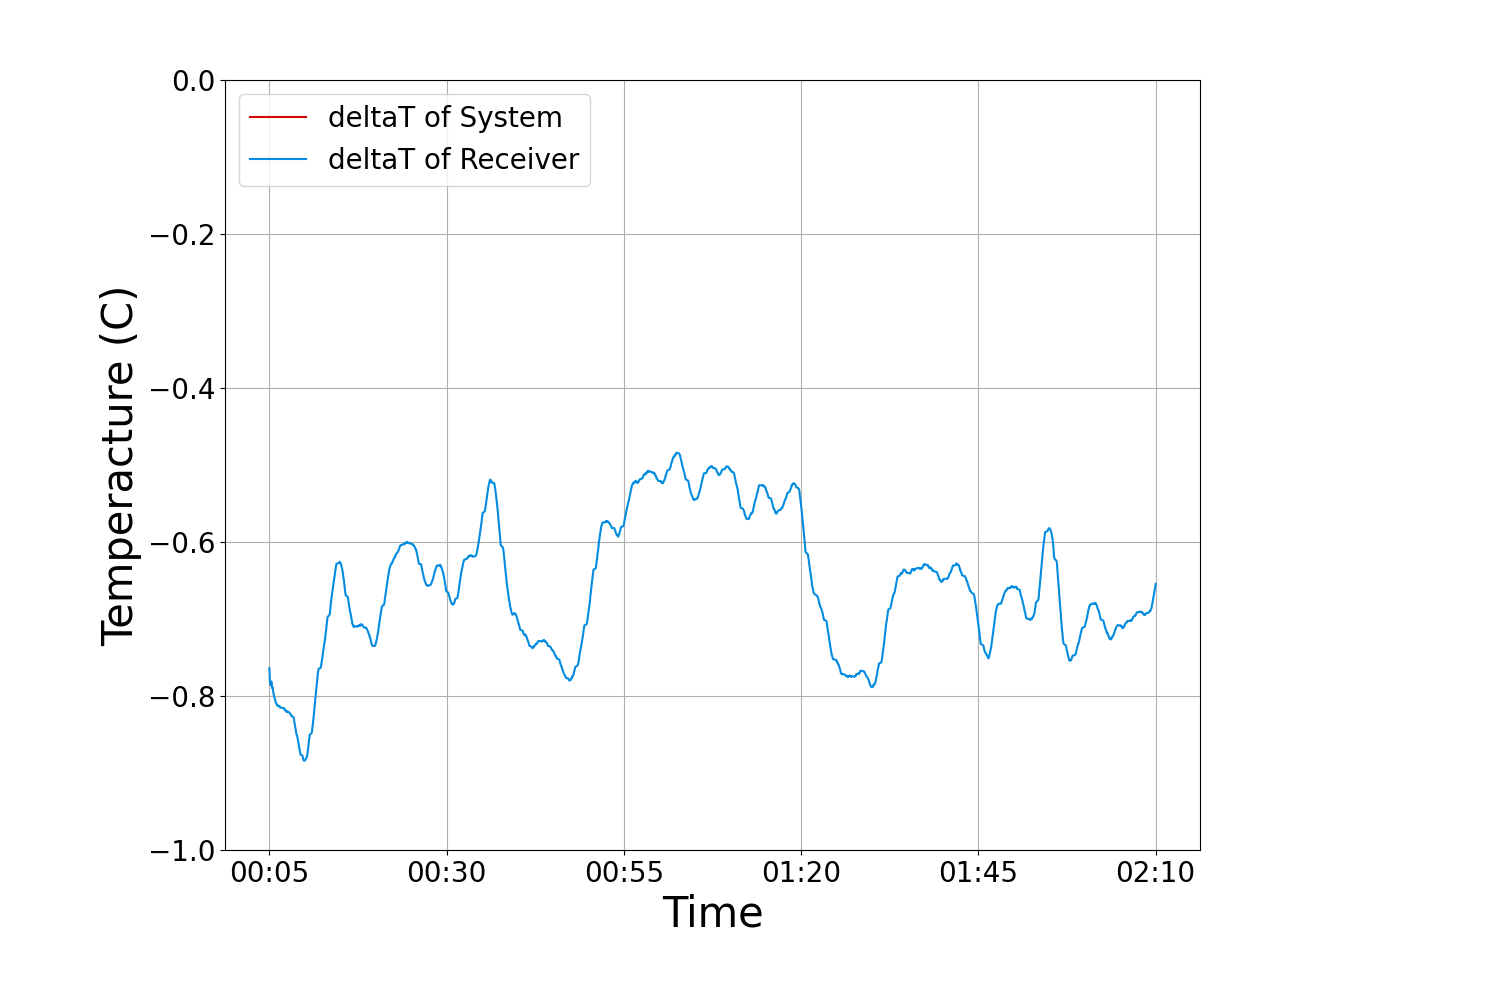 0.0
−0.2
−0.4
−0.6
−0.8
−1.0
Temperacture (C)
deltaT of System
deltaT of Receiver
00:05 00:30 00:55 01:20 01:45 02:10
Time